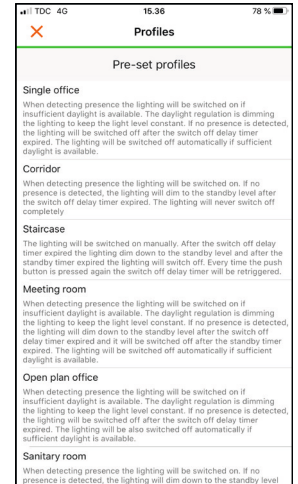 TDC 4G 15.36 78 %
Profiles
Pre-set profiles
Single office
When detecting presence the lighting will be switched on if
insufficient daylight is available. The daylight regulation is dimming
the lighting to keep the light level constant. If no presence is detected,
the lighting will be switched off after the switch off delay timer
expired. The lighting will be switched off automatically if sufficient
daylight is available.
Corridor
When detecting presence the lighting will be switched on. If no
presence is detected, the lighting will dim to the standby level after
the switch off delay timer expired. The lighting will never switch off
completely
Staircase
The lighting will be switched on manually. After the switch off delay
timer expired the lighting dim down to the standby level and after the
standby timer expired the lighting will switch off. Every time the push
button is pressed again the switch off delay timer will be retriggered.
Meeting room
When detecting presence the lighting will be switched on if
insufficient daylight is available. The daylight regulation is dimming
the lighting to keep the light level constant. If no presence is detected,
the lighting will dim down to the standby level after the switch off
delay timer expired and it will be switched off after the standby timer
expired. The lighting will be switched off automatically if sufficient
daylight is available.
Open plan office
When detecting presence the lighting will be switched on if
insufficient daylight is available. The daylight regulation is dimming
the lighting to keep the light level constant. If no presence is detected,
the lighting will be switched off after the switch off delay timer
expired. The lighting will be also switched off automatically if
sufficient daylight is available.
Sanitary room
When detecting presence the lighting will be switched on. If no
presence is detected, the lighting will dim down to the standby level